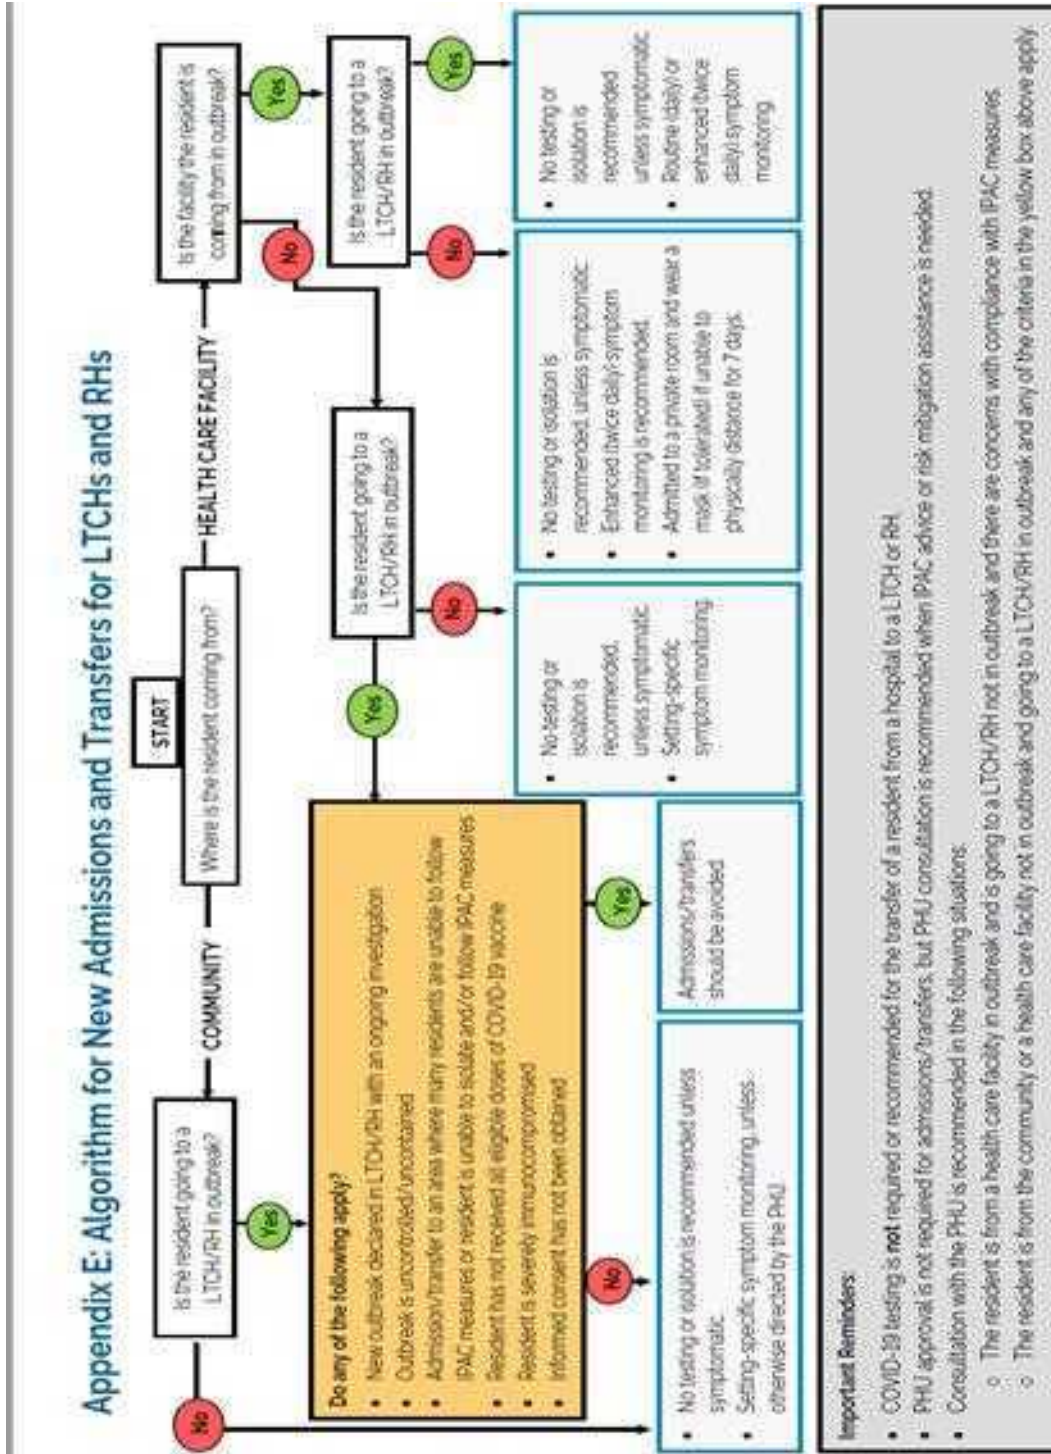 Appendix E: Algorithm for New Admissions and Transfers for LTCHs and RHs
START
Where is the resident coming from?
COMMUNITY
HEALTH CARE FACILITY
Is the resident going to a
LTCH/RH in outbreak?
No
Yes
Is the facility the resident is
coming from in outbreak?
Yes
No
Is the resident going to a
LTCH/RH in outbreak?
Yes
No
Is the resident going to a
LTCH/RH in outbreak?
Yes
No
Do any of the following apply?
• New outbreak declared in LTCH/RH with an ongoing investigation
• Outbreak is uncontrolled/uncontained
• Admission/transfer to an area where many residents are unable to follow
IPAC measures or resident is unable to isolate and/or follow IPAC measures
• Resident has not received all eligible doses of COVID-19 vaccine
• Resident is severely immunocompromised
• Informed consent has not been obtained
No
Yes
• No testing or isolation is recommended unless
symptomatic
• Setting-specific symptom monitoring, unless
otherwise directed by the PHU.
Admissions/transfers
should be avoided
• No testing or
isolation is
recommended,
unless symptomatic
• Setting-specific
symptom monitoring.
• No testing or isolation is
recommended, unless symptomatic
• Enhanced (twice daily) symptom
monitoring is recommended.
• Admitted to a private room and wear a
mask (if tolerated) if unable to
physically distance for 7 days.
• No testing or
isolation is
recommended
unless symptomatic
• Routine (daily) or
enhanced twice
daily) symptom
monitoring
Important Reminders:
• COVID-19 testing is not required or recommended for the transfer of a resident from a hospital to a LTCH or RH.
• PHU approval is not required for admissions/transfers, but PHU consultation is recommended when IPAC advice or risk mitigation assistance is needed.
• Consultation with the PHU is recommended in the following situations:
○ The resident is from a health care facility in outbreak and is going to a LTCH/RH not in outbreak and there are concerns with compliance with IPAC measures.
○ The resident is from the community or a health care facility not in outbreak and going to a LTCH/RH in outbreak and any of the criteria in the yellow box above apply.